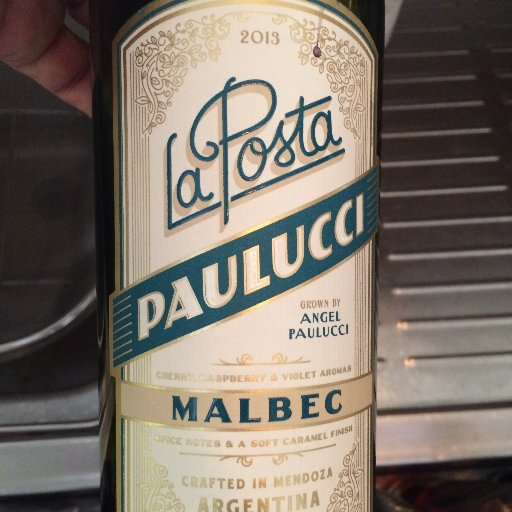 2013
La Posta
PAULUCCI
GROWN BY
ANGEL
PAULUCCI
CHERRY, RASPBERRY & VIOLET AROMAS
MALBEC
SPICE NOTES & A SOFT CARAMEL FINISH
CRAFTED IN MENDOZA
ARGENTINA